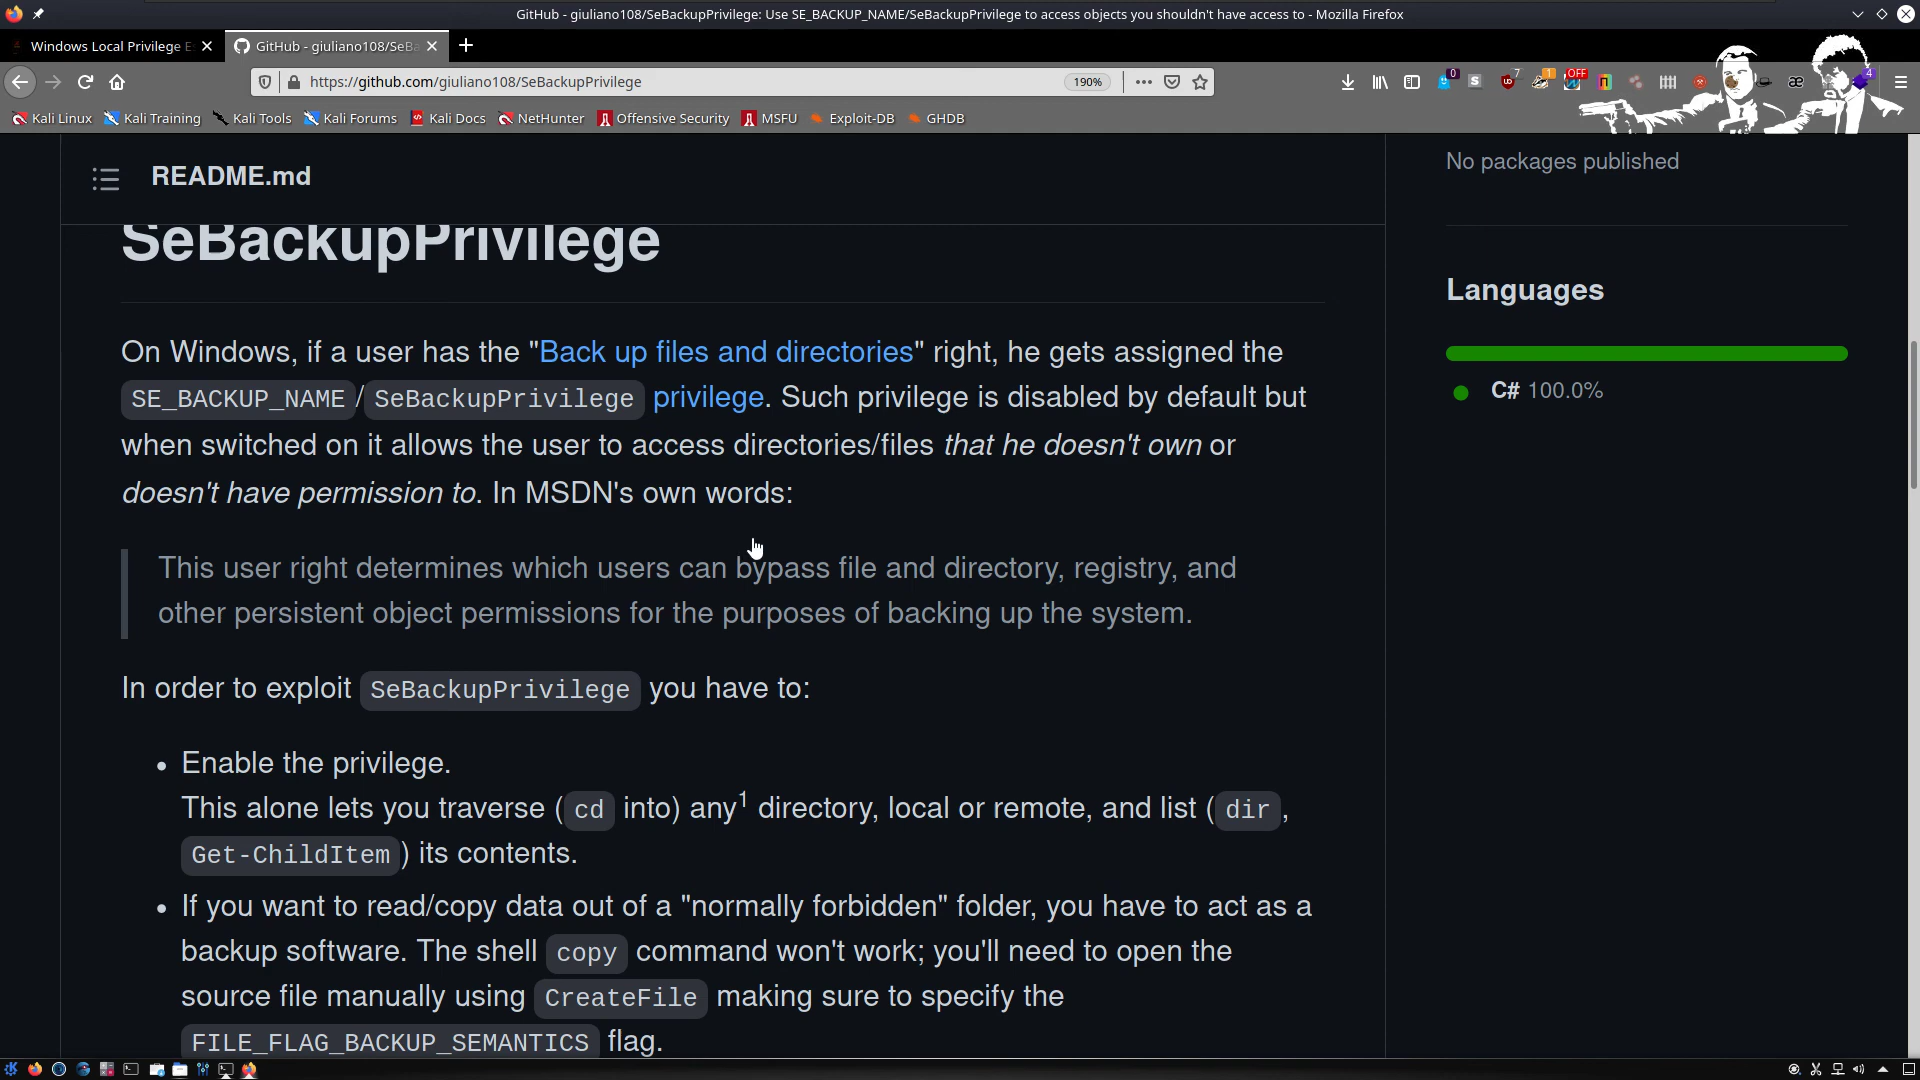 GitHub - giuliano108/SeBackupPrivilege: Use SE_BACKUP_NAME/SeBackupPrivilege to access objects you shouldn't have access to - Mozilla Firefox
Windows Local Privilege E
GitHub - giuliano108/SeBa
https://github.com/giuliano108/SeBackupPrivilege
190%
0
S
7
1
OFF
æ
4
Kali Linux
Kali Training
Kali Tools
Kali Forums
Kali Docs
NetHunter
Offensive Security
MSFU
Exploit-DB
GHDB
README.md
SeBackupPrivilege
On Windows, if a user has the "Back up files and directories" right, he gets assigned the
SE_BACKUP_NAME/SeBackupPrivilege privilege. Such privilege is disabled by default but
when switched on it allows the user to access directories/files that he doesn't own or
doesn't have permission to. In MSDN's own words:
This user right determines which users can bypass file and directory, registry, and
other persistent object permissions for the purposes of backing up the system.
In order to exploit SeBackupPrivilege you have to:
• Enable the privilege.
This alone lets you traverse (cd into) any1 directory, local or remote, and list (dir,
Get-ChildItem) its contents.
• If you want to read/copy data out of a "normally forbidden" folder, you have to act as a
backup software. The shell copy command won't work; you'll need to open the
source file manually using CreateFile making sure to specify the
FILE_FLAG_BACKUP_SEMANTICS flag.
No packages published
Languages
C# 100.0%